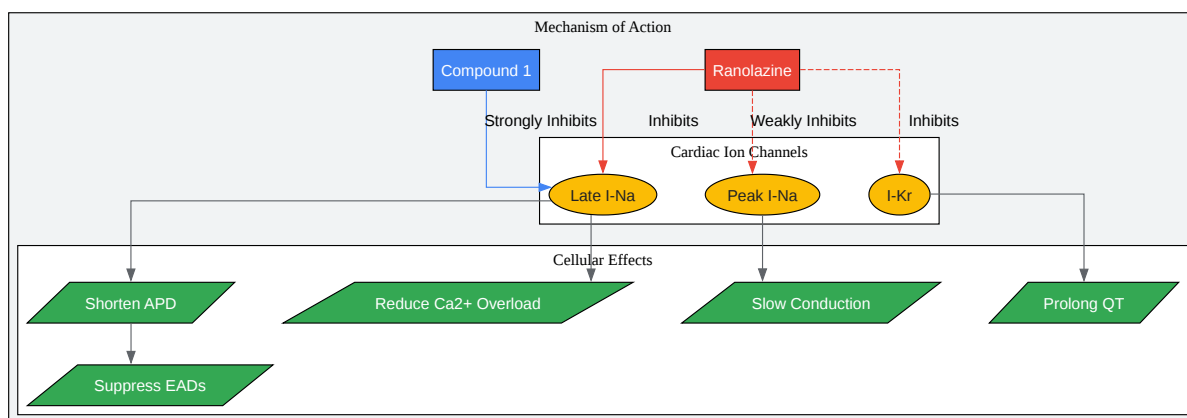 Mechanism of Action
Compound 1
Ranolazine
Strongly Inhibits
Inhibits
Weakly Inhibits
Inhibits
Cardiac Ion Channels
Late I-Na
Peak I-Na
I-Kr
Cellular Effects
Shorten APD
Reduce Ca2+ Overload
Slow Conduction
Prolong QT
Suppress EADs